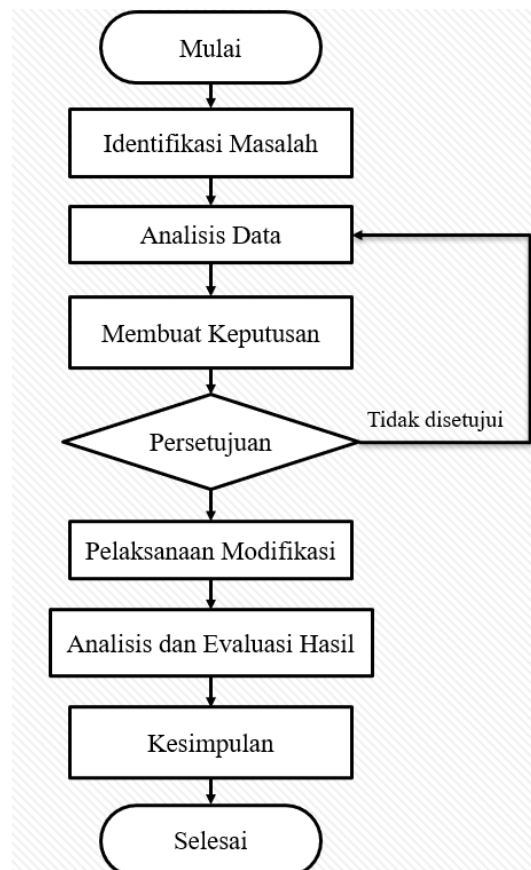 Mulai
Identifikasi Masalah
Analisis Data
Membuat Keputusan
Persetujuan
Tidak disetujui
Pelaksanaan Modifikasi
Analisis dan Evaluasi Hasil
Kesimpulan
Selesai